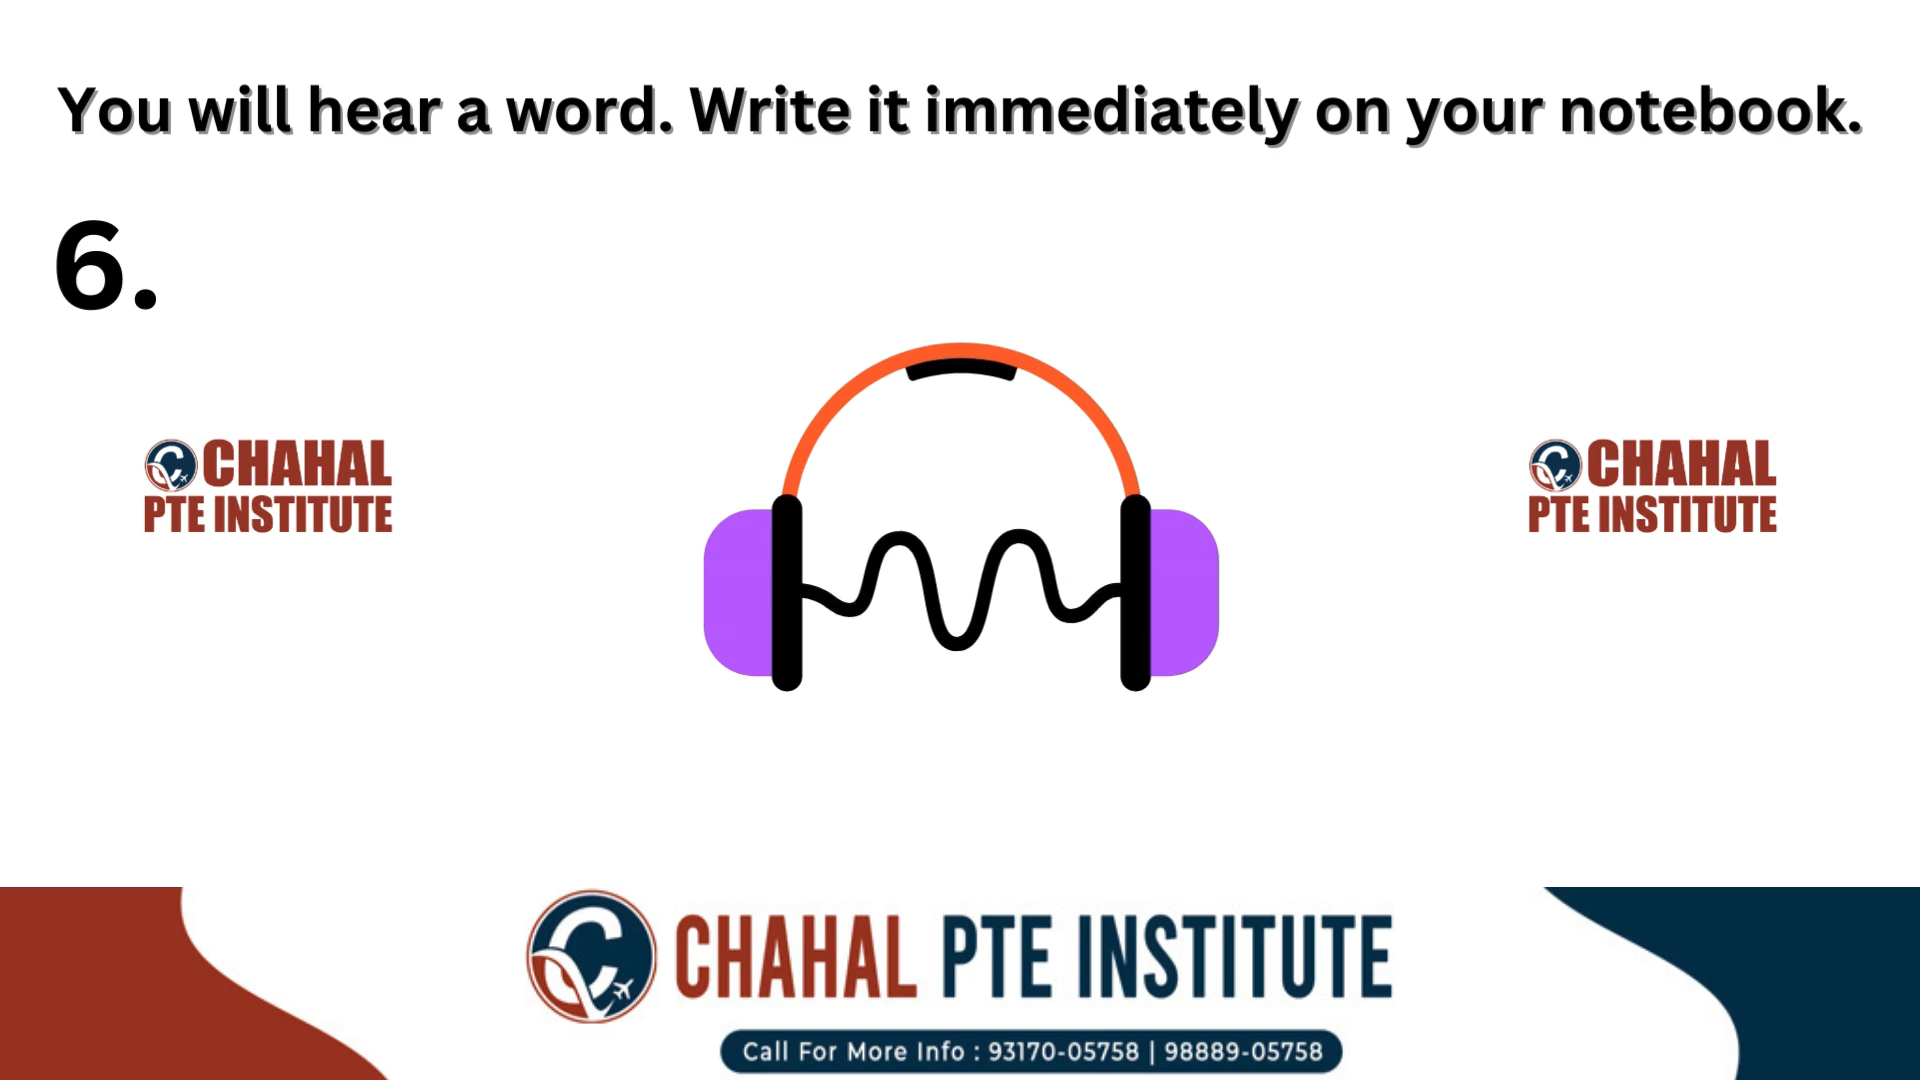 You will hear a word. Write it immediately on your notebook.
6.
CHAHAL
PTE INSTITUTE
CHAHAL
PTE INSTITUTE
CHAHAL PTE INSTITUTE
Call For More Info : 93170-05758 | 98889-05758